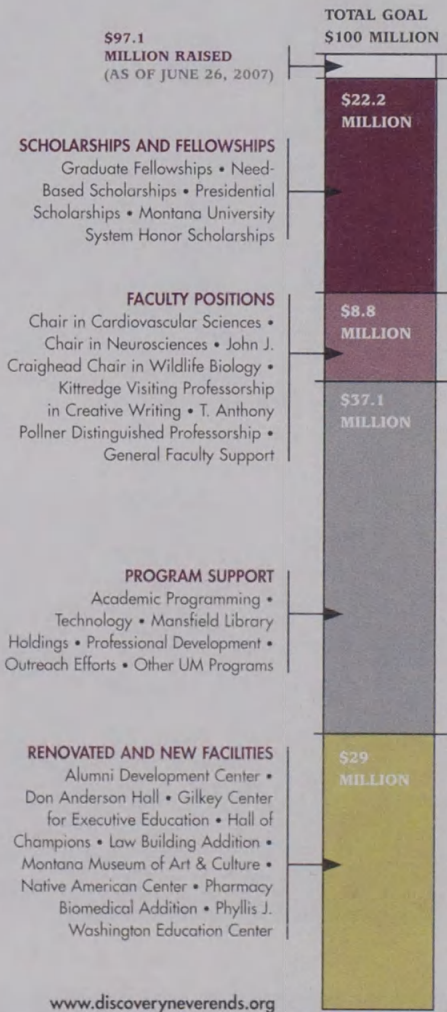 TOTAL GOAL
$100 MILLION
$97.1
MILLION RAISED
(AS OF JUNE 26, 2007)
$22.2
MILLION
SCHOLARSHIPS AND FELLOWSHIPS
Graduate Fellowships • Need-
Based Scholarships • Presidential
Scholarships • Montana University
System Honor Scholarships
$8.8
MILLION
FACULTY POSITIONS
Chair in Cardiovascular Sciences •
Chair in Neurosciences • John J.
Craighead Chair in Wildlife Biology •
Kittredge Visiting Professorship
in Creative Writing • T. Anthony
Pollner Distinguished Professorship •
General Faculty Support
$37.1
MILLION
PROGRAM SUPPORT
Academic Programming •
Technology • Mansfield Library
Holdings • Professional Development •
Outreach Efforts • Other UM Programs
$29
MILLION
RENOVATED AND NEW FACILITIES
Alumni Development Center •
Don Anderson Hall • Gilkey Center
for Executive Education • Hall of
Champions • Law Building Addition •
Montana Museum of Art & Culture •
Native American Center • Pharmacy
Biomedical Addition • Phyllis J.
Washington Education Center
www.discoveryneverends.org